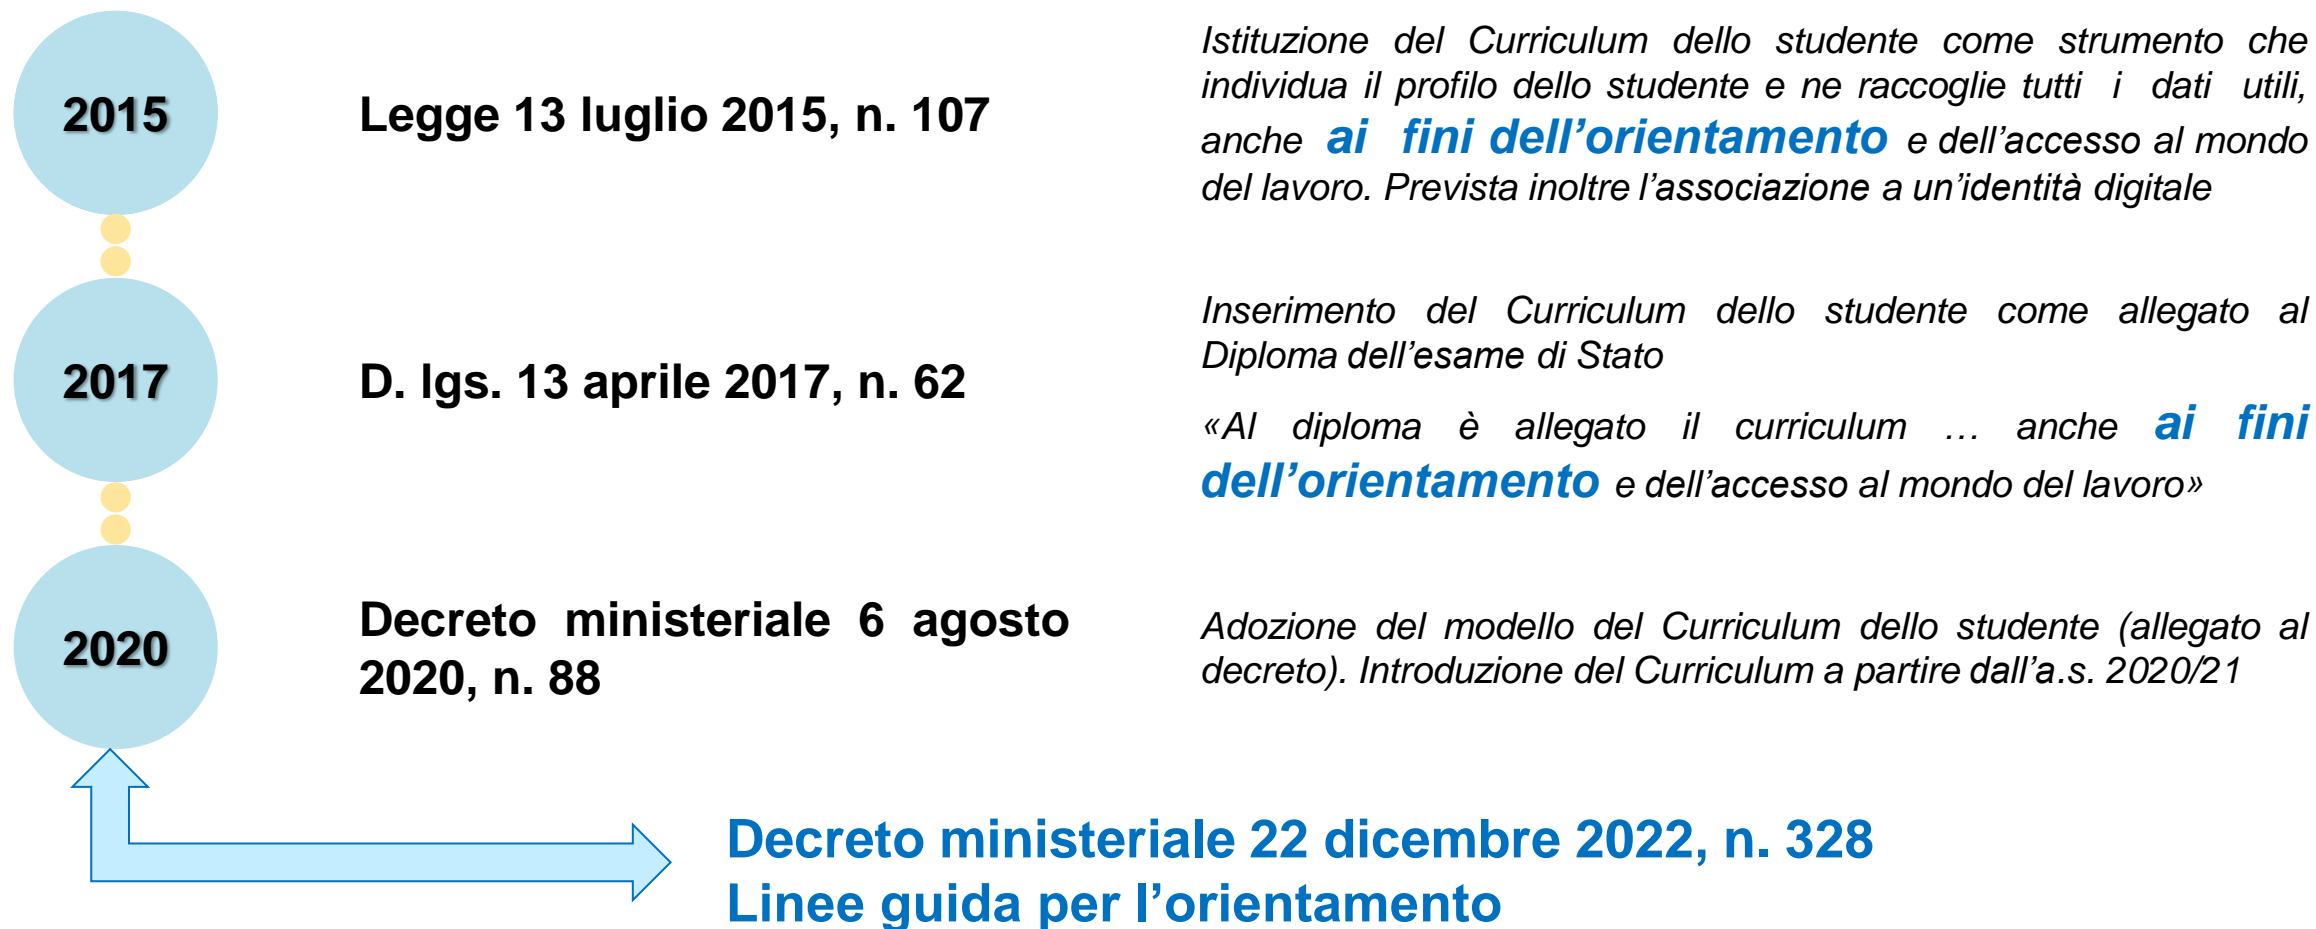 2015
Legge 13 luglio 2015, n. 107
Istituzione del Curriculum dello studente come strumento che
individua il profilo dello studente e ne raccoglie tutti i dati utili,
anche ai fini dell’orientamento e dell’accesso al mondo
del lavoro. Prevista inoltre l’associazione a un’identità digitale
2017
D. lgs. 13 aprile 2017, n. 62
Inserimento del Curriculum dello studente come allegato al
Diploma dell’esame di Stato
«Al diploma è allegato il curriculum … anche ai fini
dell’orientamento e dell’accesso al mondo del lavoro»
2020
Decreto ministeriale 6 agosto
2020, n. 88
Adozione del modello del Curriculum dello studente (allegato al
decreto). Introduzione del Curriculum a partire dall’a.s. 2020/21
Decreto ministeriale 22 dicembre 2022, n. 328
Linee guida per l’orientamento